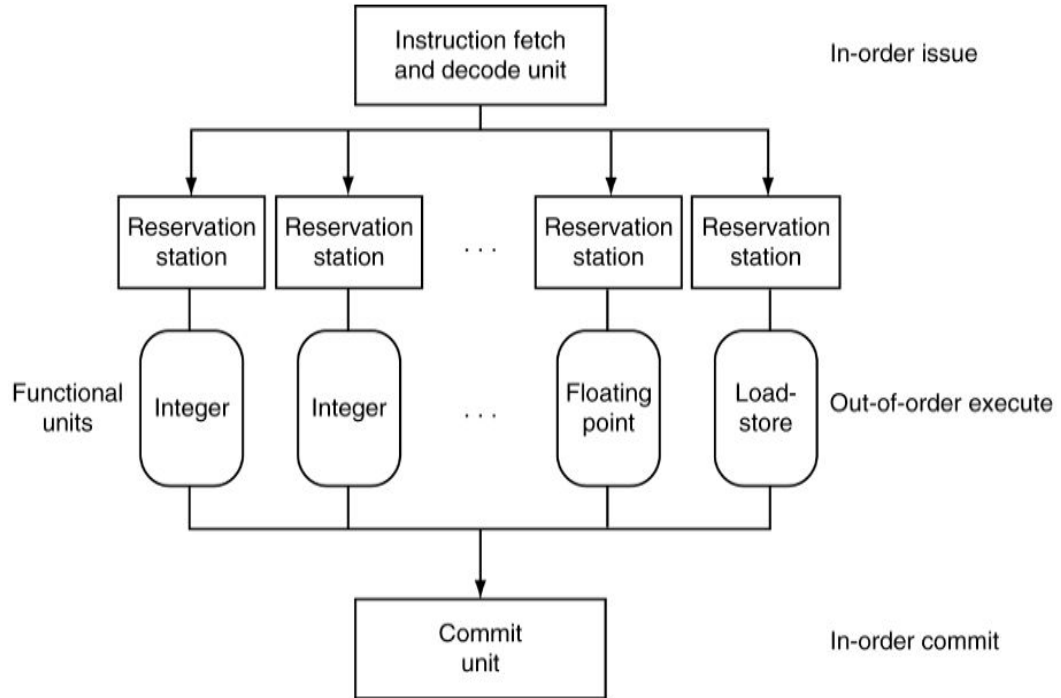 Instruction fetch
and decode unit
In-order issue
Reservation
station
Reservation
station
. . .
Reservation
station
Reservation
station
Functional
units
Integer
Integer
. . .
Floating
point
Load-
store
Out-of-order execute
Commit
unit
In-order commit